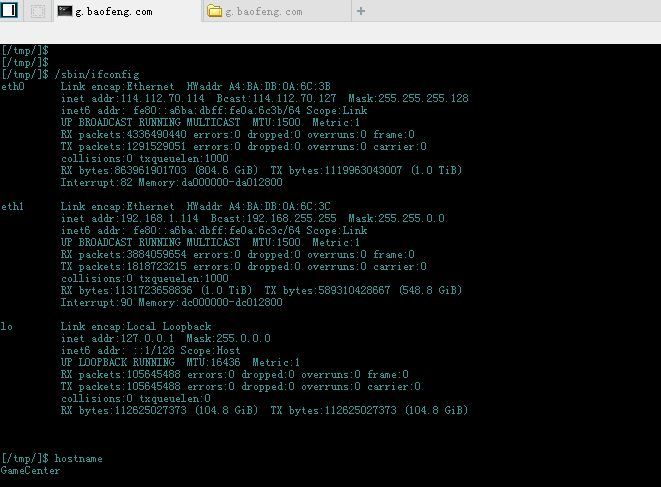 g.baofeng.com
g.baofeng.com
[/tmp/]$
[/tmp/]$
[/tmp/]$ /sbin/ifconfig
eth0 Link encap:Ethernet HWaddr A4:BA:DB:0A:6C:3B
inet addr:114.112.70.114 Bcast:114.112.70.127 Mask:255.255.255.128
inet6 addr: fe80::a6ba:dbff:fe0a:6c3b/64 Scope:Link
UP BROADCAST RUNNING MULTICAST MTU:1500 Metric:1
RX packets:4336490440 errors:0 dropped:0 overruns:0 frame:0
TX packets:1291529051 errors:0 dropped:0 overruns:0 carrier:0
collisions:0 txqueuelen:1000
RX bytes:863961901703 (804.6 GiB) TX bytes:1119963043007 (1.0 TiB)
Interrupt:82 Memory:da000000-da012800
eth1 Link encap:Ethernet HWaddr A4:BA:DB:0A:6C:3C
inet addr:192.168.1.114 Bcast:192.168.255.255 Mask:255.255.0.0
inet6 addr: fe80::a6ba:dbff:fe0a:6c3c/64 Scope:Link
UP BROADCAST RUNNING MULTICAST MTU:1500 Metric:1
RX packets:3884059654 errors:0 dropped:0 overruns:0 frame:0
TX packets:1818723215 errors:0 dropped:0 overruns:0 carrier:0
collisions:0 txqueuelen:1000
RX bytes:1131723658836 (1.0 TiB) TX bytes:589310428667 (548.8 GiB)
Interrupt:90 Memory:dc000000-dc012800
lo Link encap:Local Loopback
inet addr:127.0.0.1 Mask:255.0.0.0
inet6 addr: ::1/128 Scope:Host
UP LOOPBACK RUNNING MTU:16436 Metric:1
RX packets:105645488 errors:0 dropped:0 overruns:0 frame:0
TX packets:105645488 errors:0 dropped:0 overruns:0 carrier:0
collisions:0 txqueuelen:0
RX bytes:112625027373 (104.8 GiB) TX bytes:112625027373 (104.8 GiB)
[/tmp/]$ hostname
GameCenter